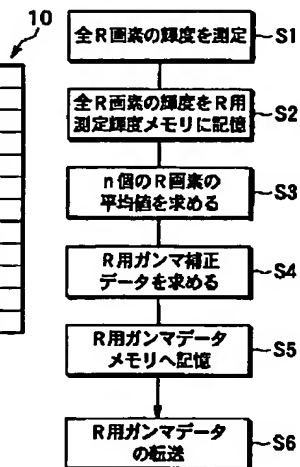 10
全R画素の輝度を測定
S1
全R画素の輝度をR用
測定輝度メモリに記憶
S2
n個のR画素の
平均値を求める
S3
R用ガンマ補正
データを求める
S4
R用ガンマデータ
メモリへ記憶
S5
R用ガンマデータ
の転送
S6